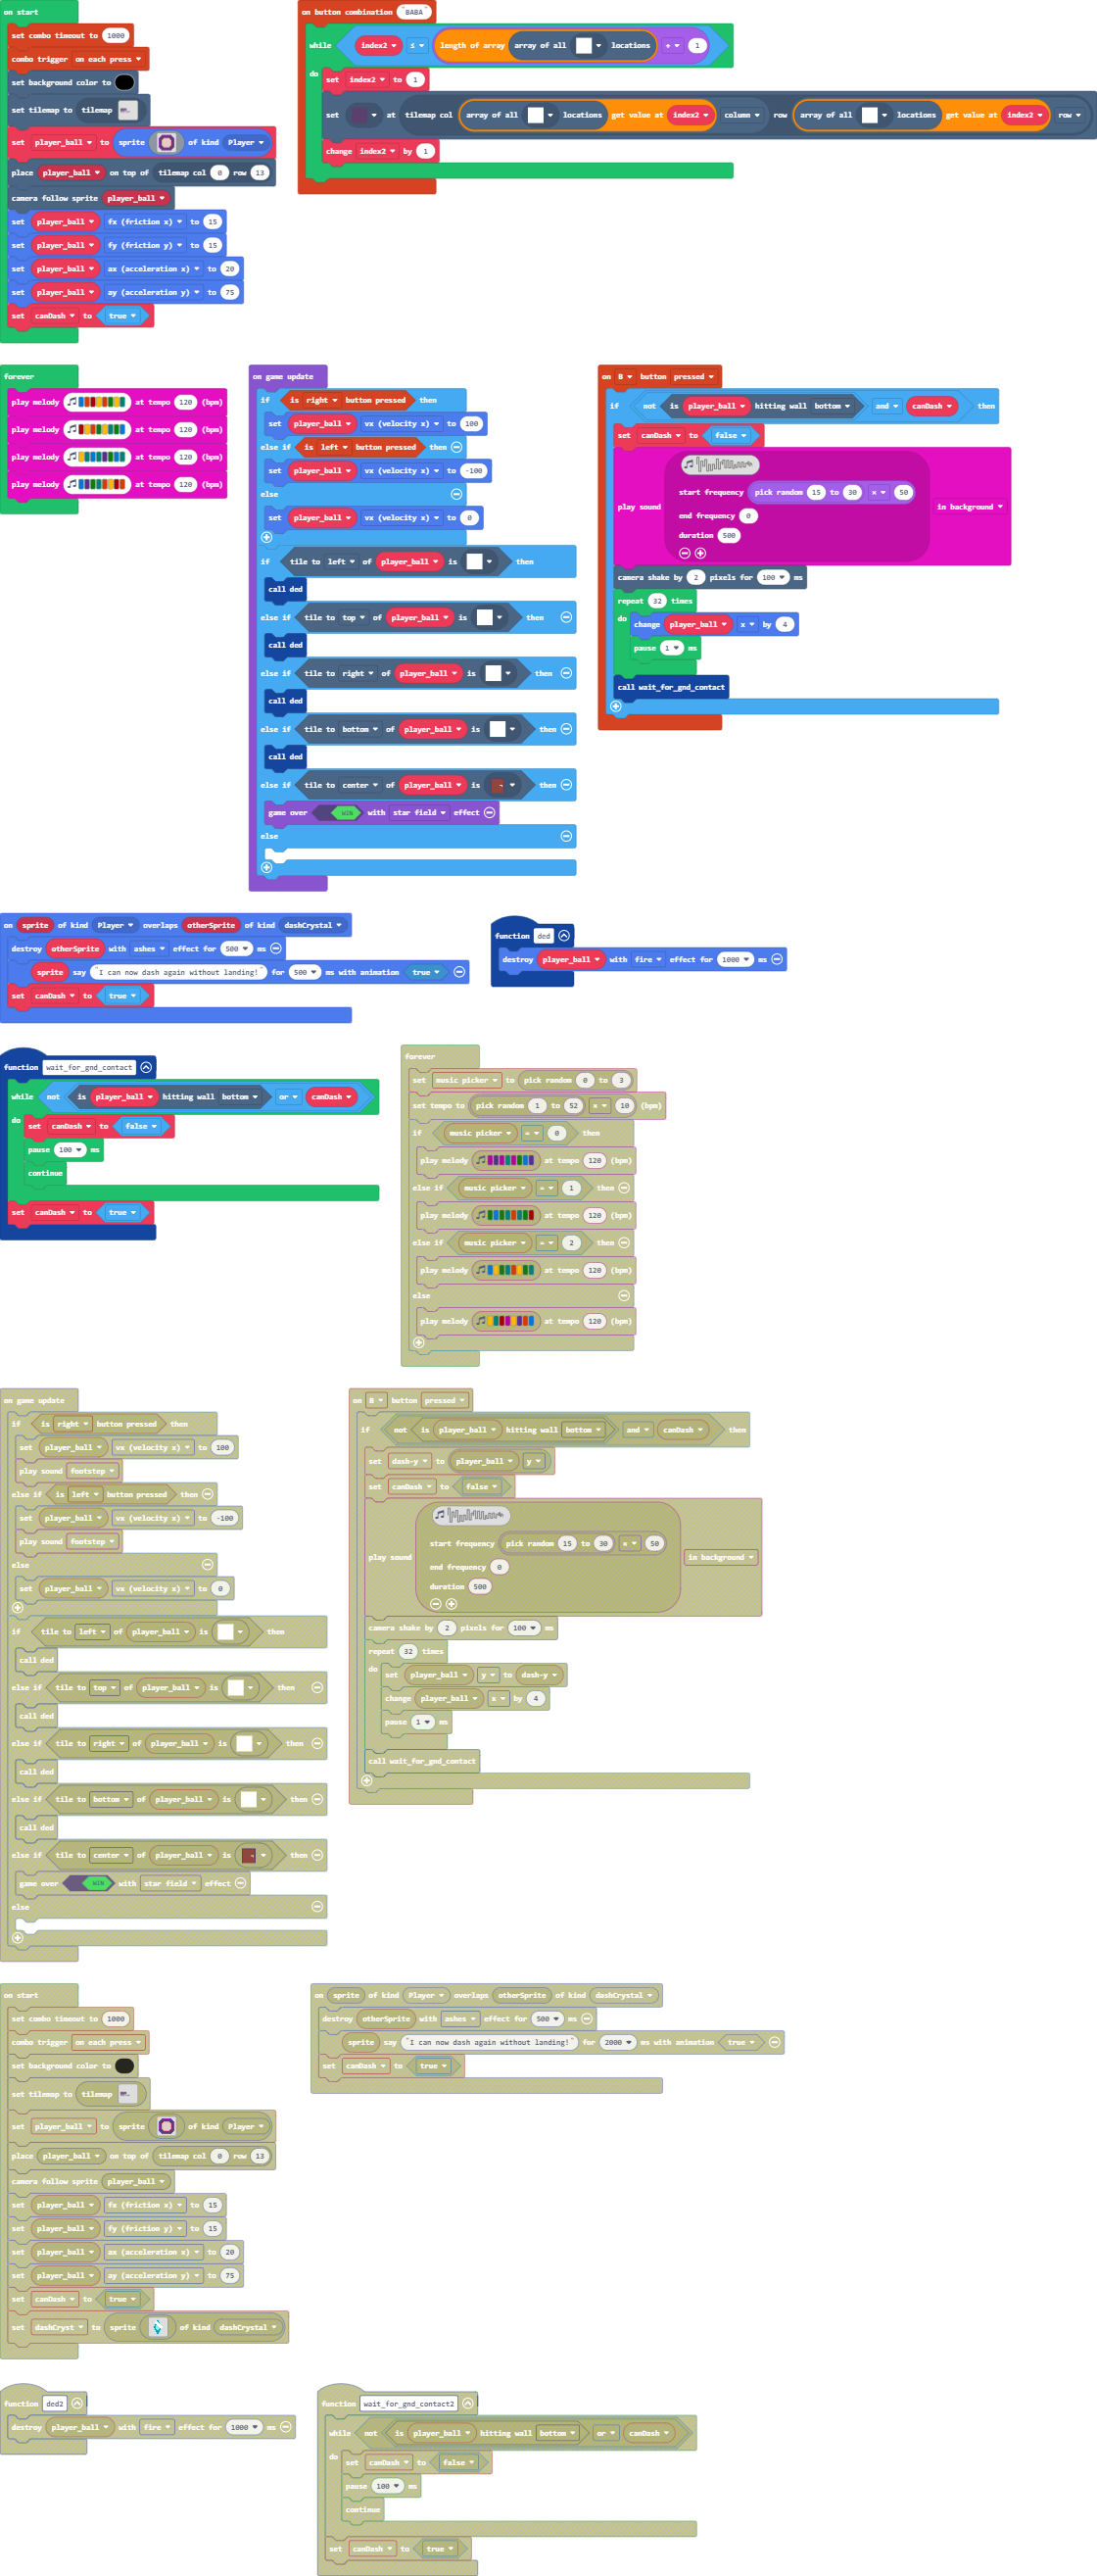 on start
set combo timeout to 1000
combo trigger on each press
set background color to
set tilemap to tilemap
set player_ball to sprite of kind Player
place player_ball on top of tilemap col 0 row 13
camera follow sprite player_ball
set player_ball fx (friction x) to 15
set player_ball fy (friction y) to 15
set player_ball ax (acceleration x) to 20
set player_ball ay (acceleration y) to 75
set canDash to true
on button combination "BABA"
while index2 ≤ length of array array of all locations + 1
do set index2 to 1
set at tilemap col array of all locations get value at index2 column row array of all locations get value at index2 row
change index2 by 1
forever
play melody at tempo 120 (bpm)
play melody at tempo 120 (bpm)
play melody at tempo 120 (bpm)
play melody at tempo 120 (bpm)
on game update
if is right button pressed then
set player_ball vx (velocity x) to 100
else if is left button pressed then
set player_ball vx (velocity x) to -100
else
set player_ball vx (velocity x) to 0
if tile to left of player_ball is then
call ded
else if tile to top of player_ball is then
call ded
else if tile to right of player_ball is then
call ded
else if tile to bottom of player_ball is then
call ded
else if tile to center of player_ball is then
game over WIN with star field effect
else
on B button pressed
if not is player_ball hitting wall bottom and canDash then
set canDash to false
play sound
start frequency pick random 15 to 30 × 50
end frequency 0
duration 500
in background
camera shake by 2 pixels for 100 ms
repeat 32 times
do change player_ball x by 4
pause 1 ms
call wait_for_gnd_contact
on sprite of kind Player overlaps otherSprite of kind dashCrystal
destroy otherSprite with ashes effect for 500 ms
sprite say "I can now dash again without landing!" for 500 ms with animation true
set canDash to true
function ded
destroy player_ball with fire effect for 1000 ms
function wait_for_gnd_contact
while not is player_ball hitting wall bottom or canDash
do set canDash to false
pause 100 ms
continue
set canDash to true
forever
set music picker to pick random 0 to 3
set tempo to pick random 1 to 52 × 10 (bpm)
if music picker = 0 then
play melody at tempo 120 (bpm)
else if music picker = 1 then
play melody at tempo 120 (bpm)
else if music picker = 2 then
play melody at tempo 120 (bpm)
else
play melody at tempo 120 (bpm)
on game update
if is right button pressed then
set player_ball vx (velocity x) to 100
play sound footstep
else if is left button pressed then
set player_ball vx (velocity x) to -100
play sound footstep
else
set player_ball vx (velocity x) to 0
if tile to left of player_ball is then
call ded
else if tile to top of player_ball is then
call ded
else if tile to right of player_ball is then
call ded
else if tile to bottom of player_ball is then
call ded
else if tile to center of player_ball is then
game over WIN with star field effect
else
on B button pressed
if not is player_ball hitting wall bottom and canDash then
set dash-y to player_ball y
set canDash to false
play sound
start frequency pick random 15 to 30 × 50
end frequency 0
duration 500
in background
camera shake by 2 pixels for 100 ms
repeat 32 times
do set player_ball y to dash-y
change player_ball x by 4
pause 1 ms
call wait_for_gnd_contact
on start
set combo timeout to 1000
combo trigger on each press
set background color to
set tilemap to tilemap
set player_ball to sprite of kind Player
place player_ball on top of tilemap col 0 row 13
camera follow sprite player_ball
set player_ball fx (friction x) to 15
set player_ball fy (friction y) to 15
set player_ball ax (acceleration x) to 20
set player_ball ay (acceleration y) to 75
set canDash to true
set dashCryst to sprite of kind dashCrystal
on sprite of kind Player overlaps otherSprite of kind dashCrystal
destroy otherSprite with ashes effect for 500 ms
sprite say "I can now dash again without landing!" for 2000 ms with animation true
set canDash to true
function ded2
destroy player_ball with fire effect for 1000 ms
function wait_for_gnd_contact2
while not is player_ball hitting wall bottom or canDash
do set canDash to false
pause 100 ms
continue
set canDash to true